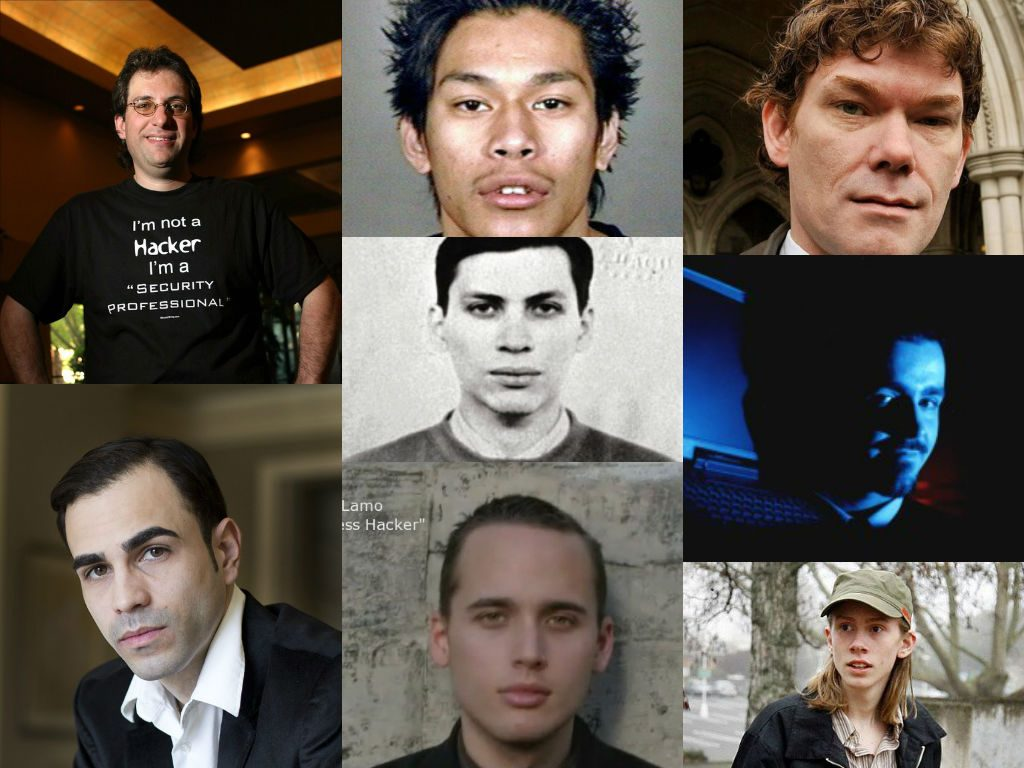 I'm not a
Hacker
I'm a
"SECURITY
PROFESSIONAL"
Lamo
ess Hacker"